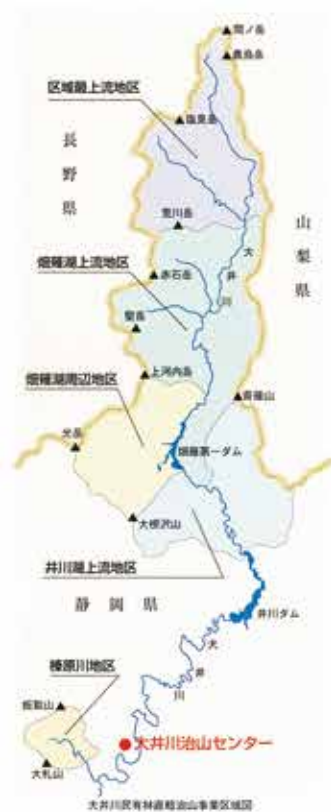 間ノ岳
農鳥岳
区域最上流地区
塩見岳
長野県
荒川岳
山梨県
大井川
赤石岳
畑薙湖上流地区
聖岳
上河内岳
畑薙湖周辺地区
青薙山
光岳
畑薙第一ダム
大根沢山
井川湖上流地区
静岡県
井川ダム
大井川
榛原川地区
板取山
大井川治山センター
大札山
大井川民有林直轄治山事業区域図